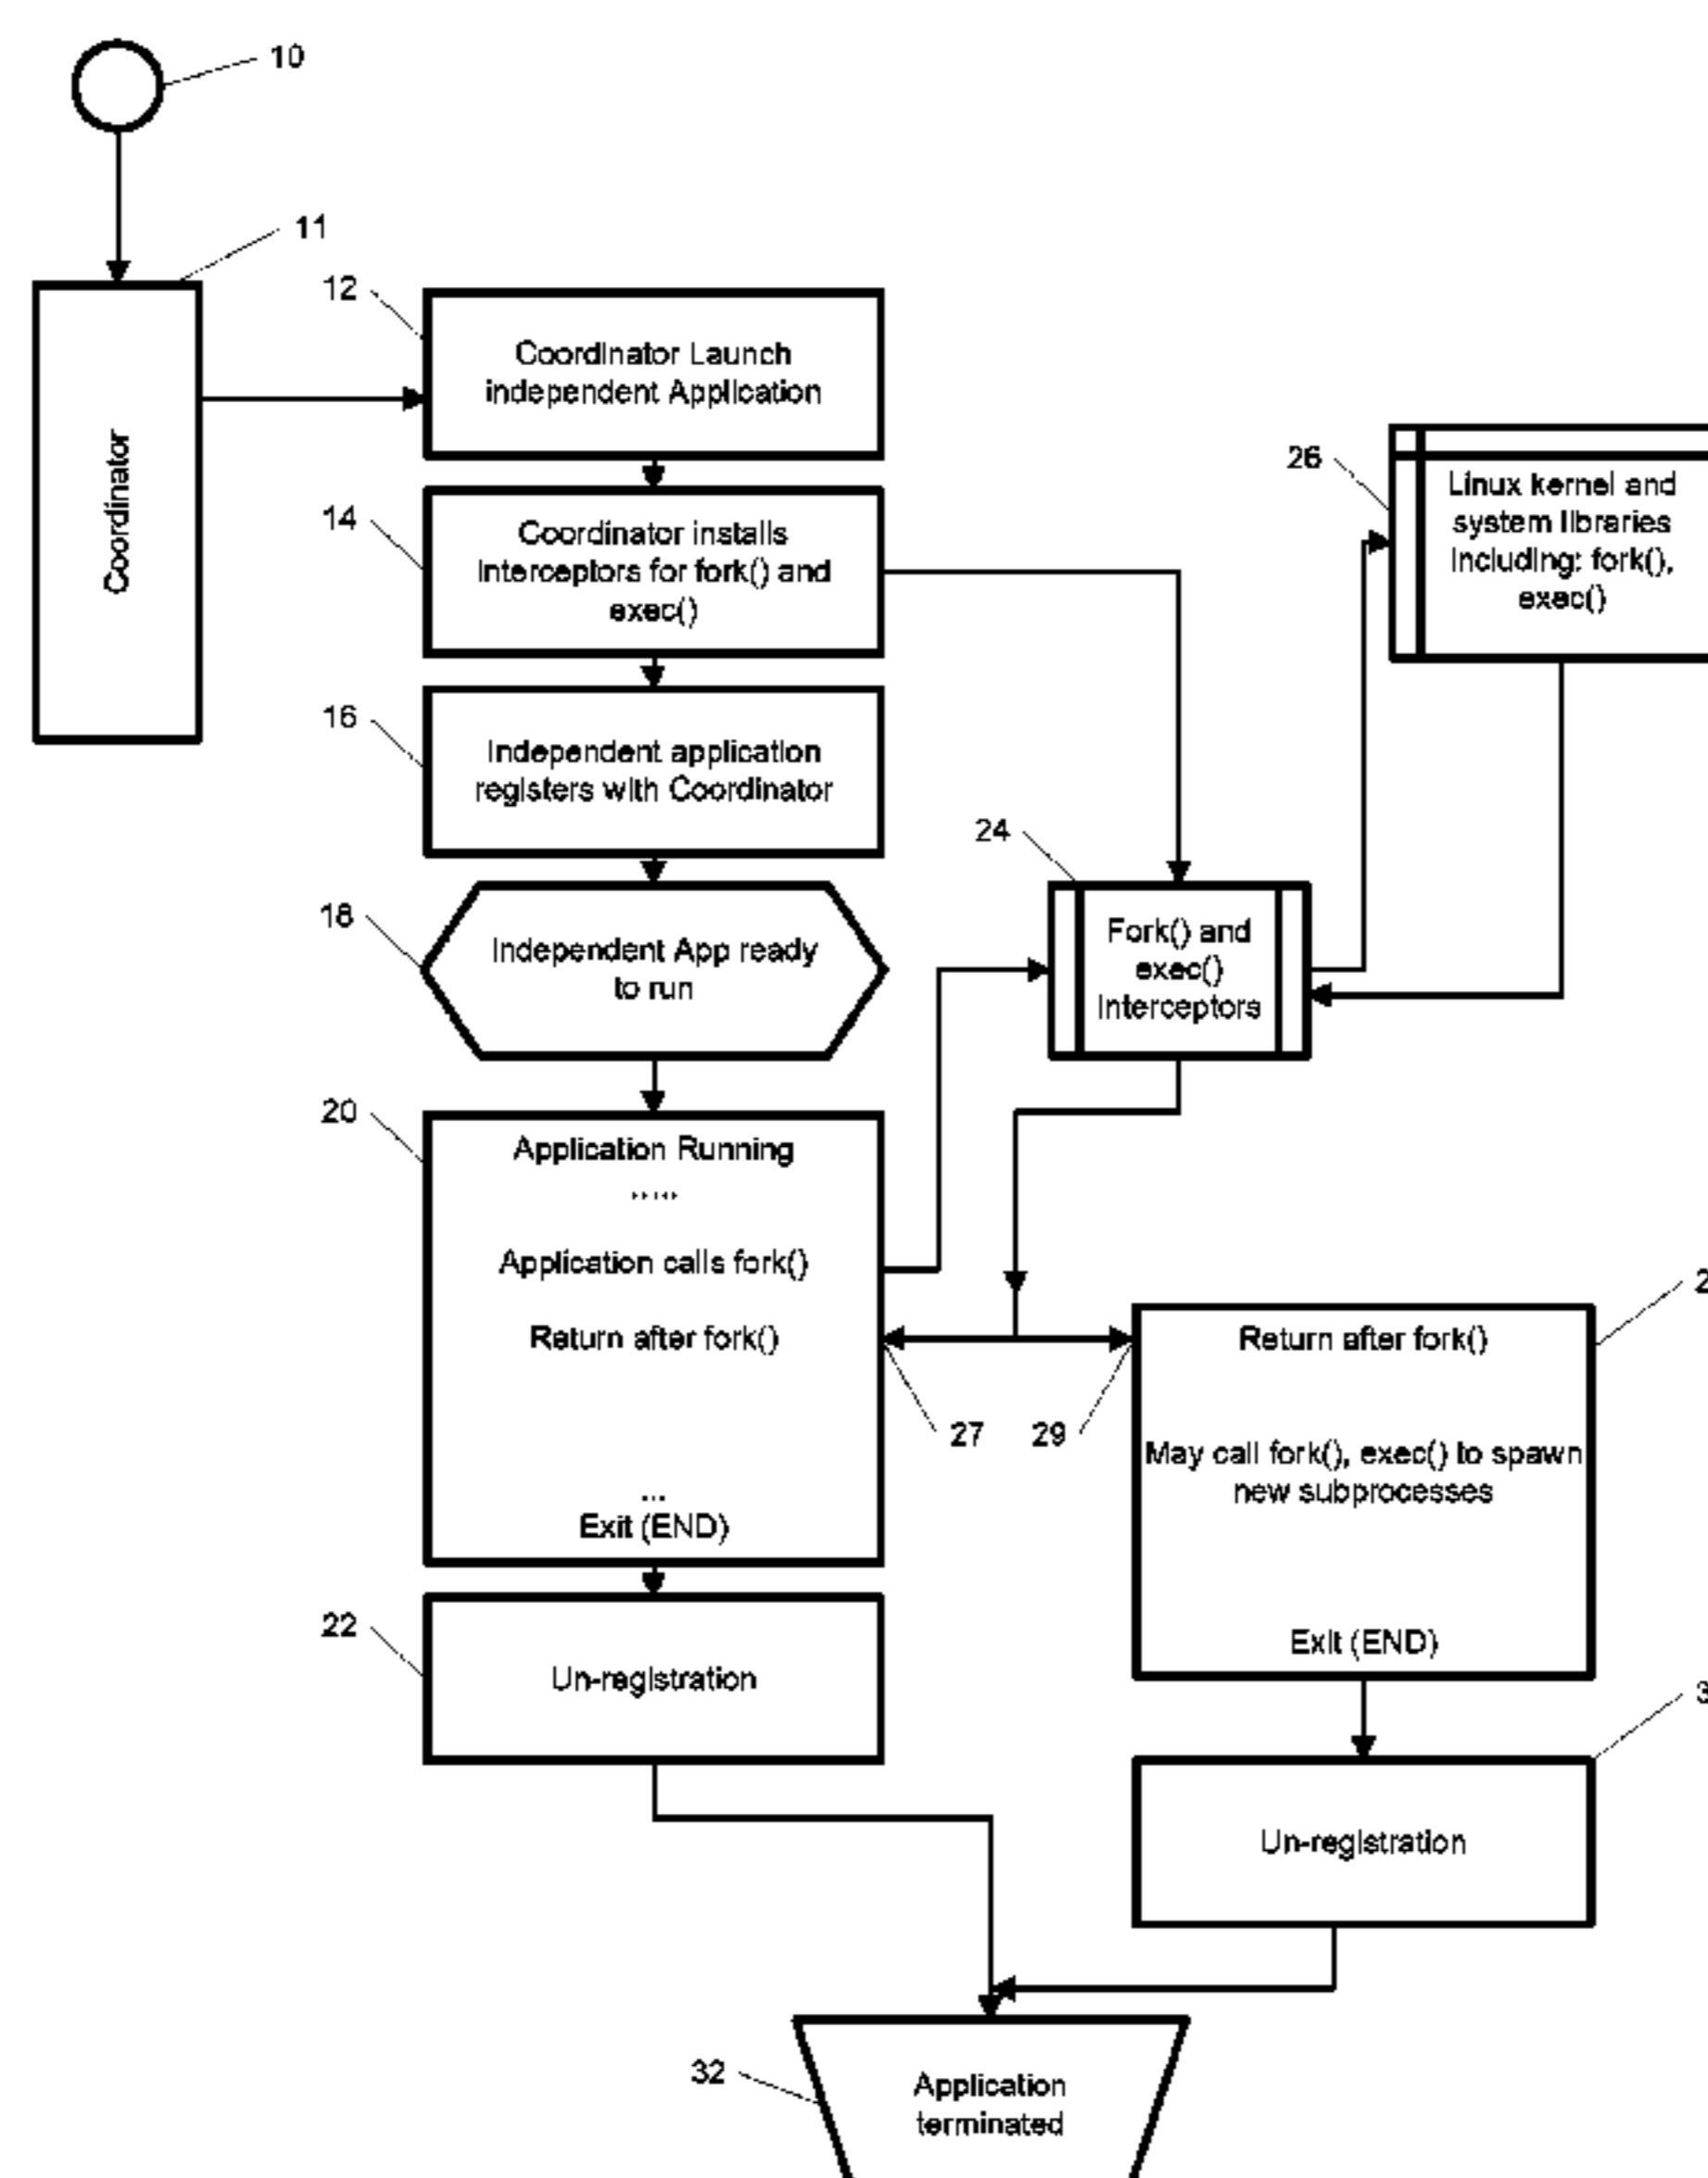 10
11
Coordinator
12
Coordinator Launch
independent Application
14
Coordinator installs
interceptors for fork() and
exec()
16
Independent application
registers with Coordinator
18
Independent App ready
to run
26
Linux kernel and
system libraries
including: fork(),
exec()
24
Fork() and
exec()
Interceptors
20
Application Running
.....
Application calls fork()
Return after fork()
...
Exit (END)
27
29
Return after fork()
May call fork(), exec() to spawn
new subprocesses
Exit (END)
22
Un-registration
Un-registration
32
Application
terminated